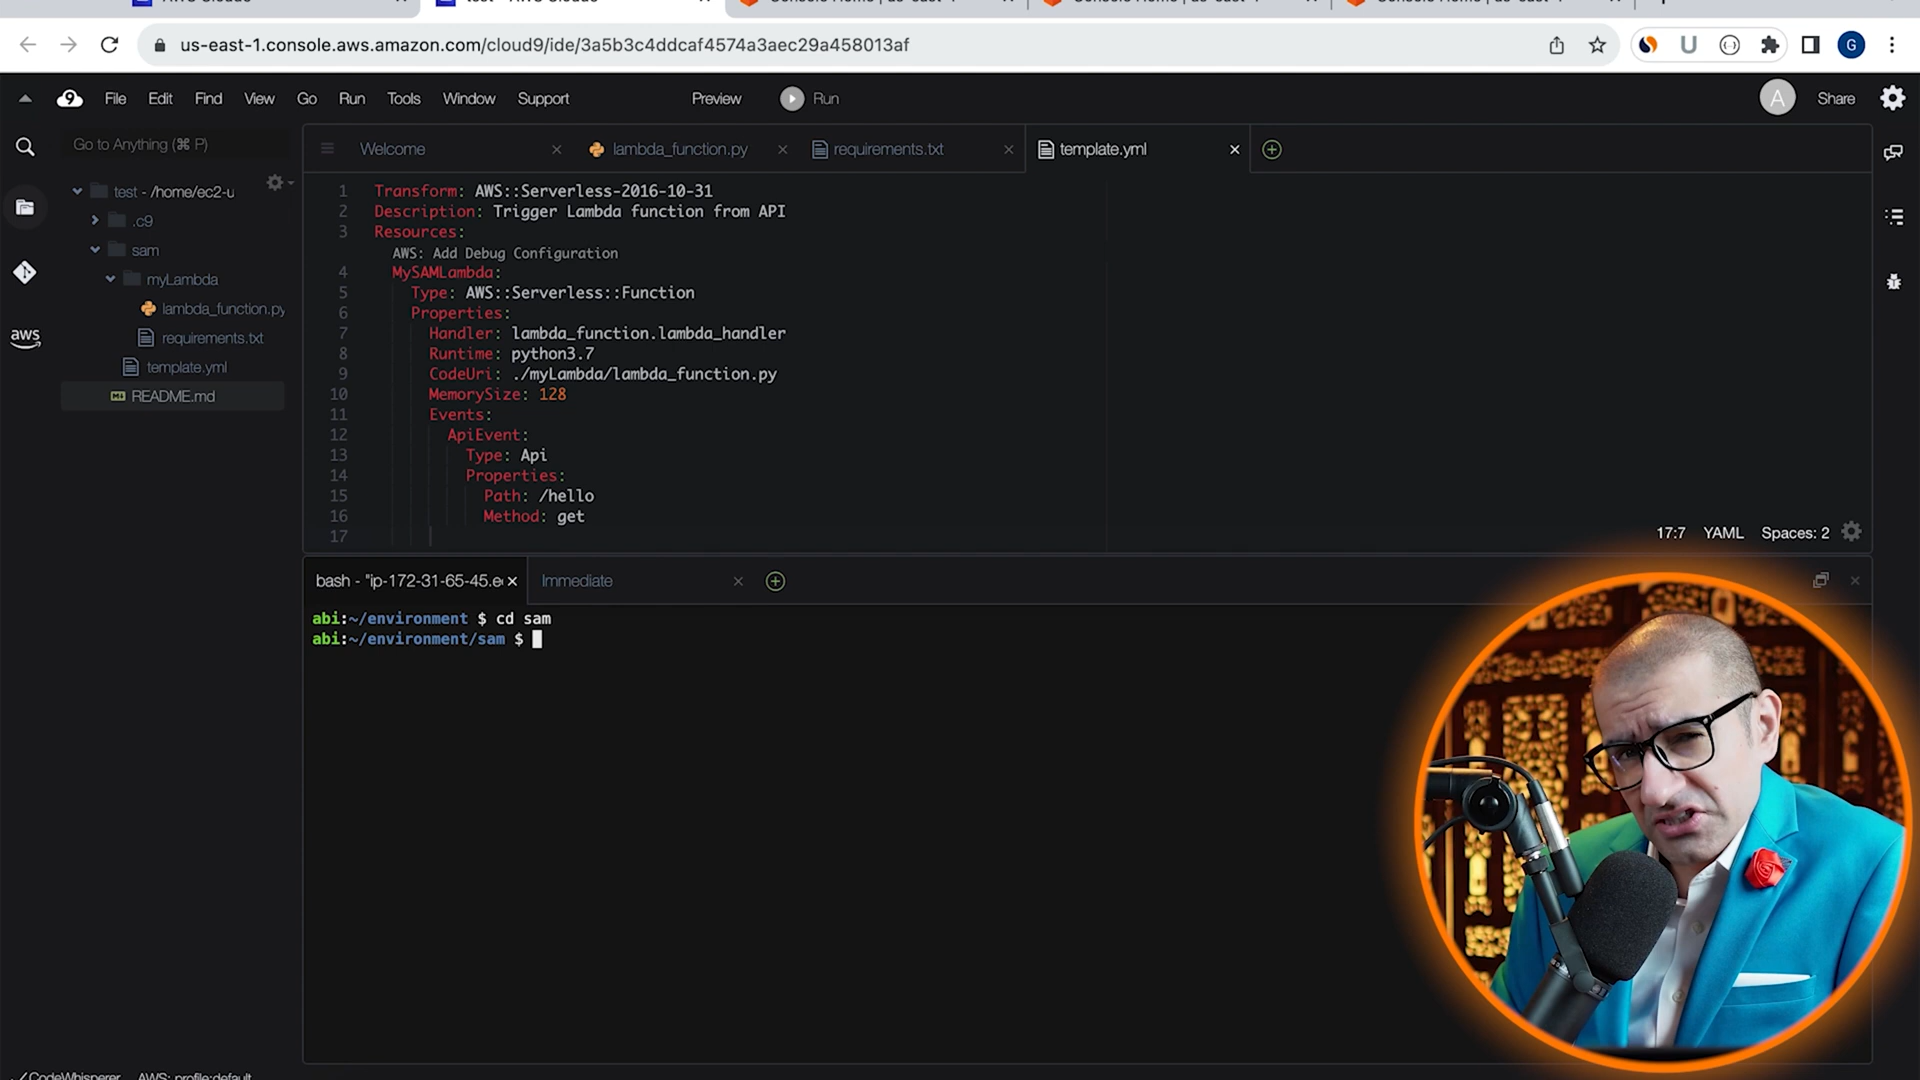 us-east-1.console.aws.amazon.com/cloud9/ide/3a5b3c4ddcaf4574a3aec29a458013af
G
9 File Edit Find View Go Run Tools Window Support Preview Run
A Share
Go to Anything (⌘ P)
Welcome lambda_function.py requirements.txt template.yml
test - /home/ec2-u
.c9
sam
myLambda
lambda_function.py
requirements.txt
template.yml
README.md
aws
1 Transform: AWS::Serverless-2016-10-31
2 Description: Trigger Lambda function from API
3 Resources:
AWS: Add Debug Configuration
4 MySAMLambda:
5 Type: AWS::Serverless::Function
6 Properties:
7 Handler: lambda_function.lambda_handler
8 Runtime: python3.7
9 CodeUri: ./myLambda/lambda_function.py
10 MemorySize: 128
11 Events:
12 ApiEvent:
13 Type: Api
14 Properties:
15 Path: /hello
16 Method: get
17
17:7 YAML Spaces: 2
bash - "ip-172-31-65-45.e Immediate
abi:~/environment $ cd sam
abi:~/environment/sam $
CodeWhisperer AWS: profile:default